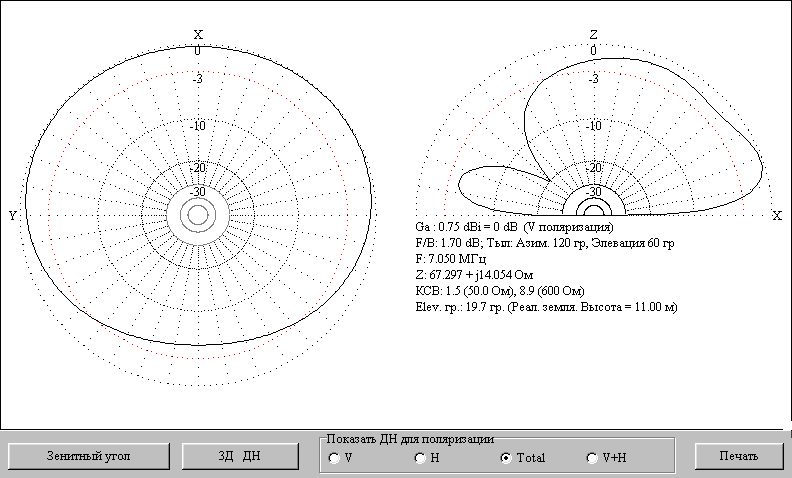 X
0
-3
-10
-20
-30
Y
Z
0
-3
-10
-20
-30
X
Ga : 0.75 dBi = 0 dB (V поляризация)
F/B: 1.70 dB; Тыл: Азим. 120 гр, Элевация 60 гр
F: 7.050 МГц
Z: 67.297 + j14.054 Ом
КСВ: 1.5 (50.0 Ом), 8.9 (600 Ом)
Elev. гр.: 19.7 гр. (Реал. земля. Высота = 11.00 м)
Зенитный угол
3Д ДН
Показать ДН для поляризации
V
H
Total
V+H
Печать